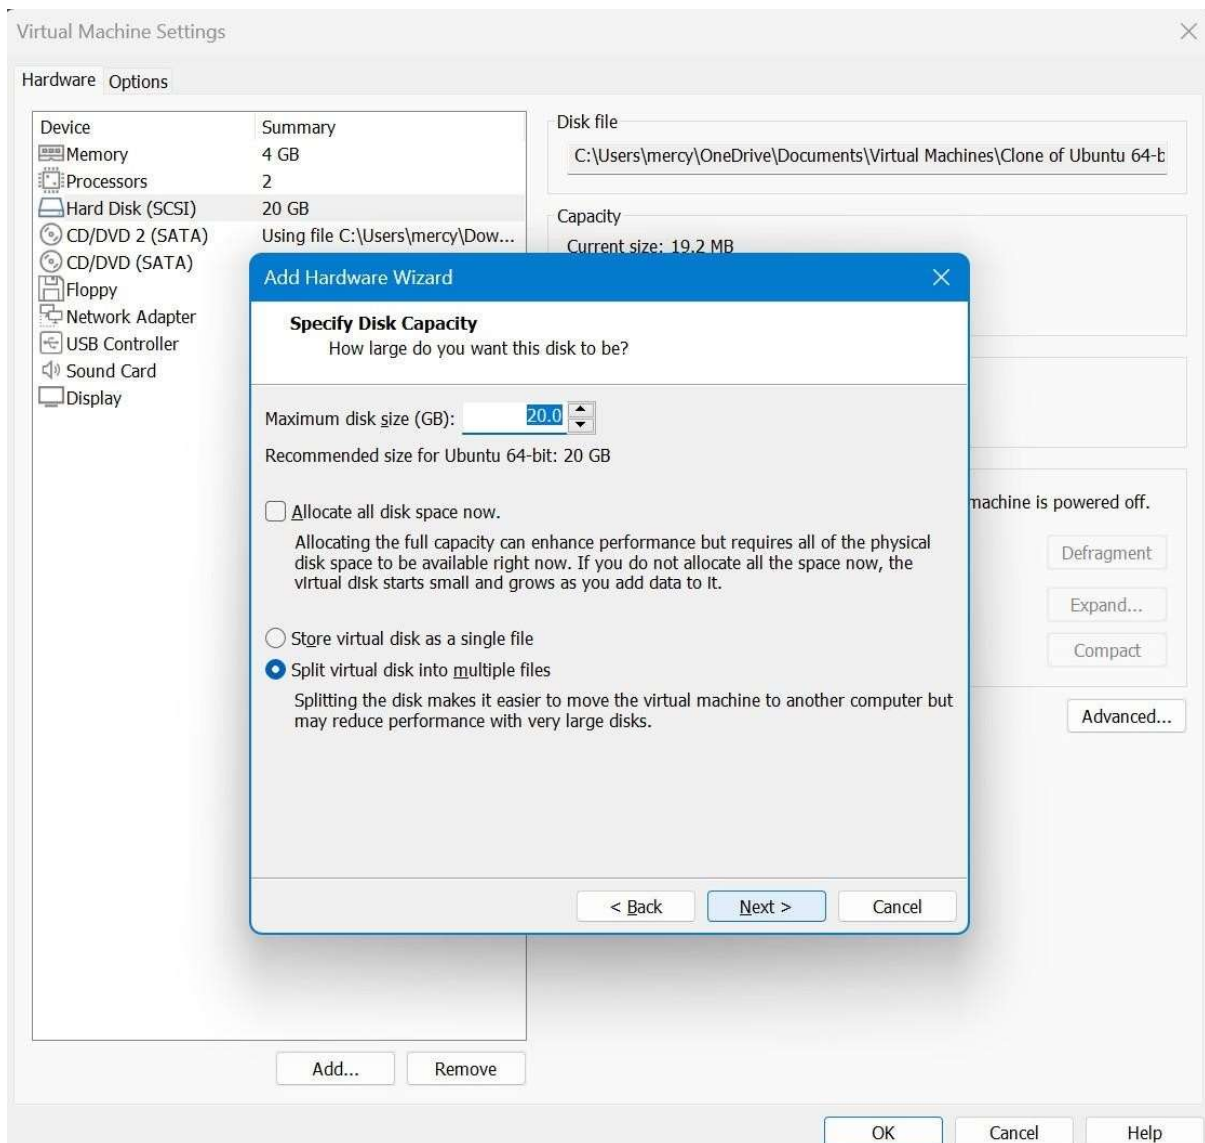 Virtual Machine Settings
Hardware Options
Device Summary
Memory 4 GB
Processors 2
Hard Disk (SCSI) 20 GB
CD/DVD 2 (SATA) Using file C:\Users\mercy\Dow...
CD/DVD (SATA)
Floppy
Network Adapter
USB Controller
Sound Card
Display
Add... Remove
Disk file
C:\Users\mercy\OneDrive\Documents\Virtual Machines\Clone of Ubuntu 64-b
Capacity
Current size: 19.2 MB
machine is powered off.
Defragment
Expand...
Compact
Advanced...
Add Hardware Wizard
Specify Disk Capacity
How large do you want this disk to be?
Maximum disk size (GB): 20.0
Recommended size for Ubuntu 64-bit: 20 GB
Allocate all disk space now.
Allocating the full capacity can enhance performance but requires all of the physical
disk space to be available right now. If you do not allocate all the space now, the
virtual disk starts small and grows as you add data to it.
Store virtual disk as a single file
Split virtual disk into multiple files
Splitting the disk makes it easier to move the virtual machine to another computer but
may reduce performance with very large disks.
< Back Next > Cancel
OK Cancel Help